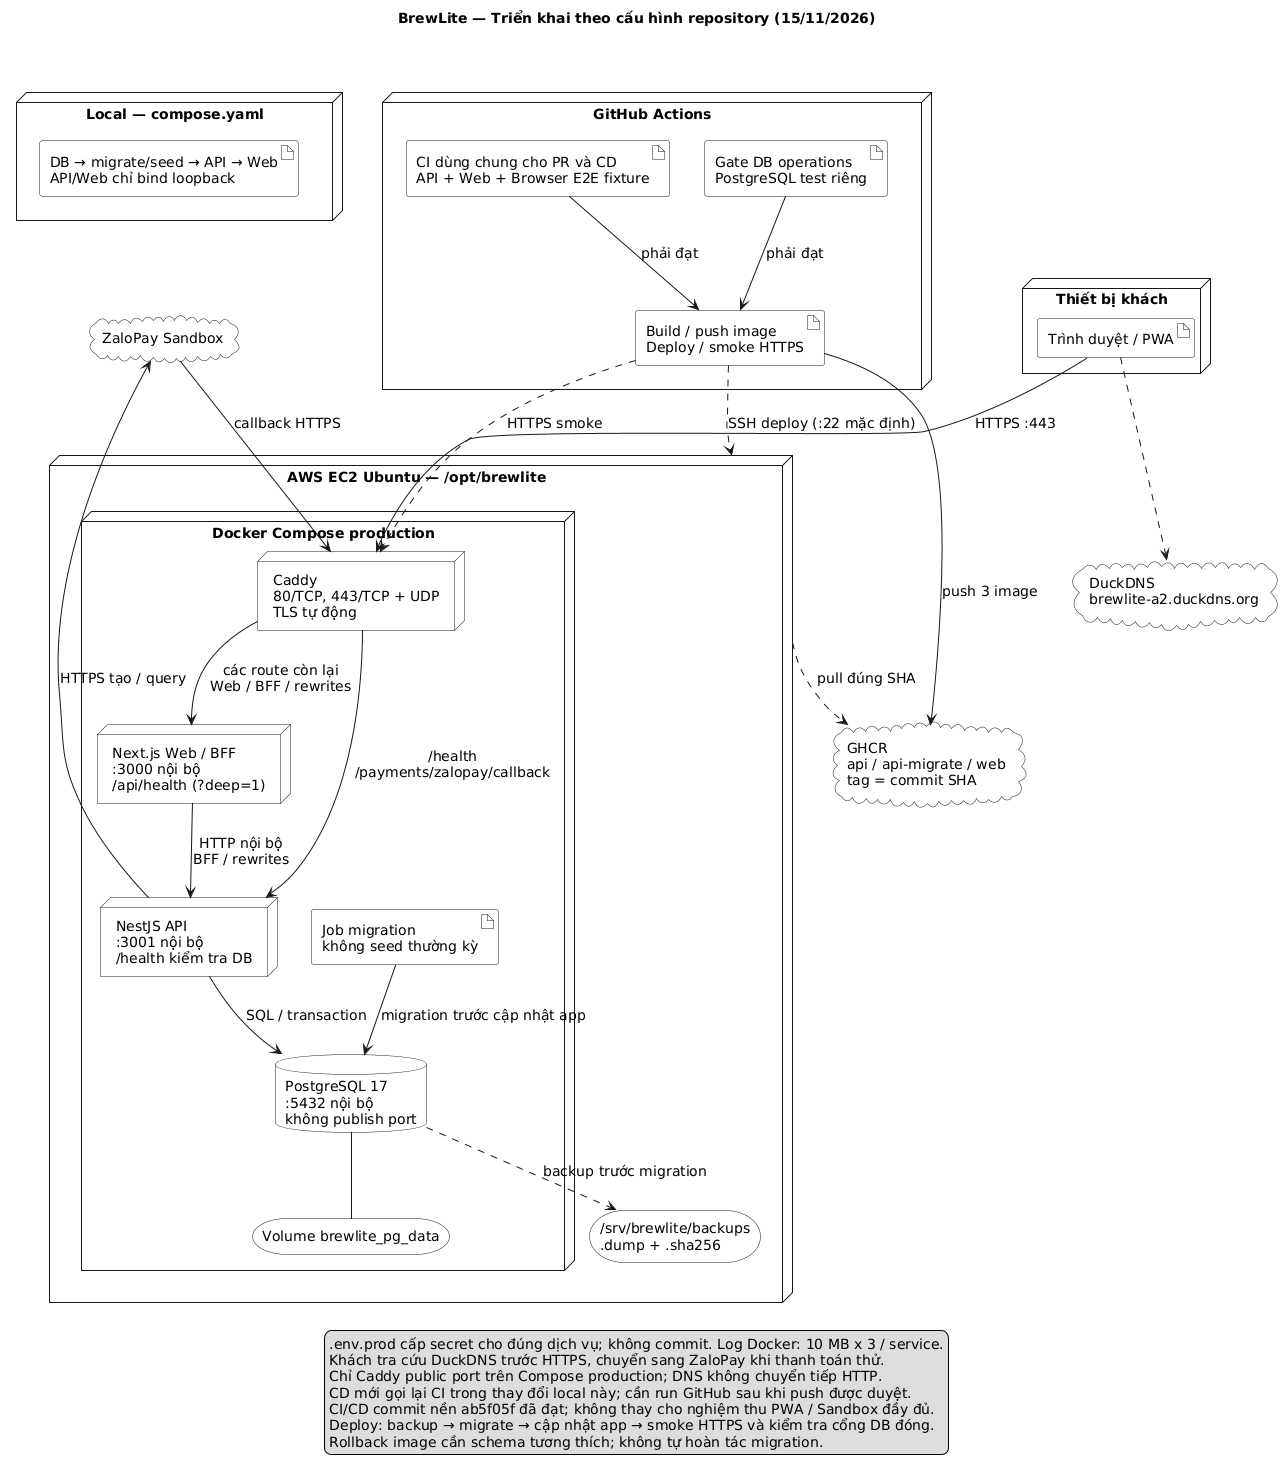 BrewLite — Triển khai theo cấu hình repository (15/11/2026)
Local — compose.yaml
DB → migrate/seed → API → Web
API/Web chỉ bind loopback
GitHub Actions
CI dùng chung cho PR và CD
API + Web + Browser E2E fixture
Gate DB operations
PostgreSQL test riêng
phải đạt
phải đạt
Build / push image
Deploy / smoke HTTPS
Thiết bị khách
Trình duyệt / PWA
ZaloPay Sandbox
callback HTTPS
HTTPS smoke
SSH deploy (:22 mặc định)
HTTPS :443
AWS EC2 Ubuntu — /opt/brewlite
Docker Compose production
Caddy
80/TCP, 443/TCP + UDP
TLS tự động
DuckDNS
brewlite-a2.duckdns.org
push 3 image
HTTPS tạo / query
các route còn lại
Web / BFF / rewrites
pull đúng SHA
Next.js Web / BFF
:3000 nội bộ
/api/health (?deep=1)
/health
/payments/zalopay/callback
GHCR
api / api-migrate / web
tag = commit SHA
HTTP nội bộ
BFF / rewrites
NestJS API
:3001 nội bộ
/health kiểm tra DB
Job migration
không seed thường kỳ
SQL / transaction
migration trước cập nhật app
PostgreSQL 17
:5432 nội bộ
không publish port
backup trước migration
Volume brewlite_pg_data
/srv/brewlite/backups
.dump + .sha256
.env.prod cấp secret cho đúng dịch vụ; không commit. Log Docker: 10 MB x 3 / service.
Khách tra cứu DuckDNS trước HTTPS, chuyển sang ZaloPay khi thanh toán thử.
Chỉ Caddy public port trên Compose production; DNS không chuyển tiếp HTTP.
CD mới gọi lại CI trong thay đổi local này; cần run GitHub sau khi push được duyệt.
CI/CD commit nền ab5f05f đã đạt; không thay cho nghiệm thu PWA / Sandbox đầy đủ.
Deploy: backup → migrate → cập nhật app → smoke HTTPS và kiểm tra cổng DB đóng.
Rollback image cần schema tương thích; không tự hoàn tác migration.